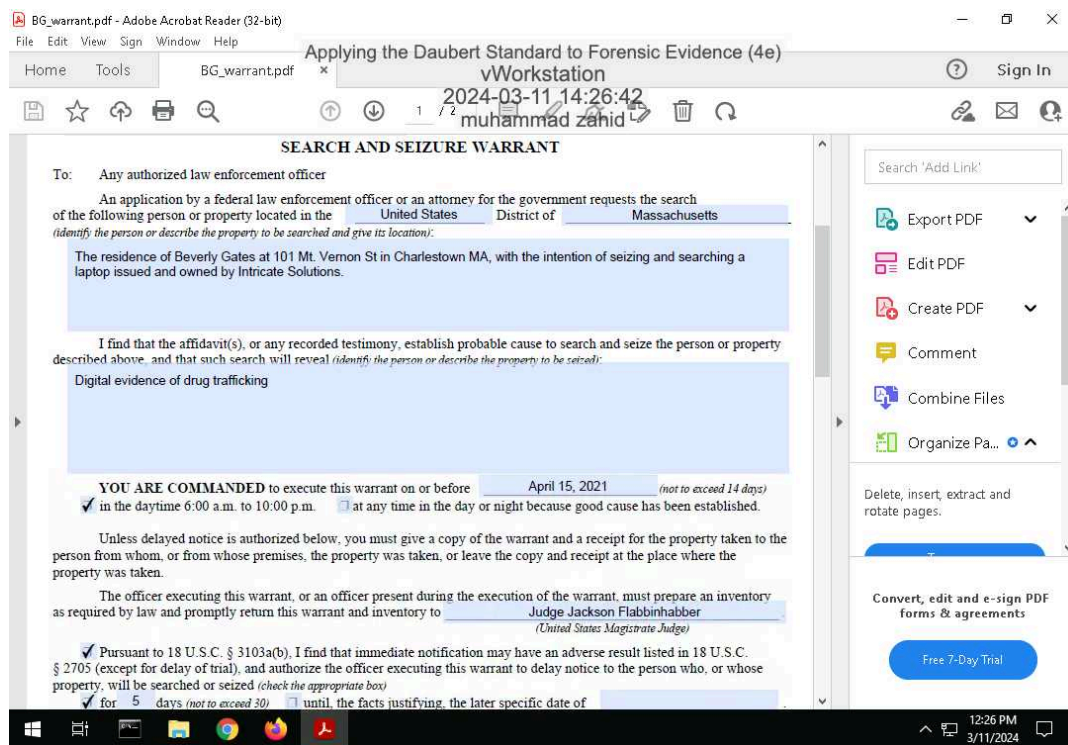 BG_warrant.pdf - Adobe Acrobat Reader (32-bit)
File Edit View Sign Window Help
Applying the Daubert Standard to Forensic Evidence (4e)
Home Tools BG_warrant.pdf × vWorkstation Sign In
2024-03-11 14:26:42
1 / 2
muhammad zahid
SEARCH AND SEIZURE WARRANT
To: Any authorized law enforcement officer
An application by a federal law enforcement officer or an attorney for the government requests the search
of the following person or property located in the United States District of Massachusetts
(identify the person or describe the property to be searched and give its location):
The residence of Beverly Gates at 101 Mt. Vernon St in Charlestown MA, with the intention of seizing and searching a
laptop issued and owned by Intricate Solutions.
I find that the affidavit(s), or any recorded testimony, establish probable cause to search and seize the person or property
described above, and that such search will reveal (identify the person or describe the property to be seized):
Digital evidence of drug trafficking
YOU ARE COMMANDED to execute this warrant on or before April 15, 2021 (not to exceed 14 days)
in the daytime 6:00 a.m. to 10:00 p.m. at any time in the day or night because good cause has been established.
Unless delayed notice is authorized below, you must give a copy of the warrant and a receipt for the property taken to the
person from whom, or from whose premises, the property was taken, or leave the copy and receipt at the place where the
property was taken.
The officer executing this warrant, or an officer present during the execution of the warrant, must prepare an inventory
as required by law and promptly return this warrant and inventory to Judge Jackson Flabbinhabber .
(United States Magistrate Judge)
Pursuant to 18 U.S.C. § 3103a(b), I find that immediate notification may have an adverse result listed in 18 U.S.C.
§ 2705 (except for delay of trial), and authorize the officer executing this warrant to delay notice to the person who, or whose
property, will be searched or seized (check the appropriate box)
for 5 days (not to exceed 30) until, the facts justifying, the later specific date of .
Search 'Add Link'
Export PDF
Edit PDF
Create PDF
Comment
Combine Files
Organize Pa...
Delete, insert, extract and
rotate pages.
Convert, edit and e-sign PDF
forms & agreements
Free 7-Day Trial
12:26 PM
3/11/2024